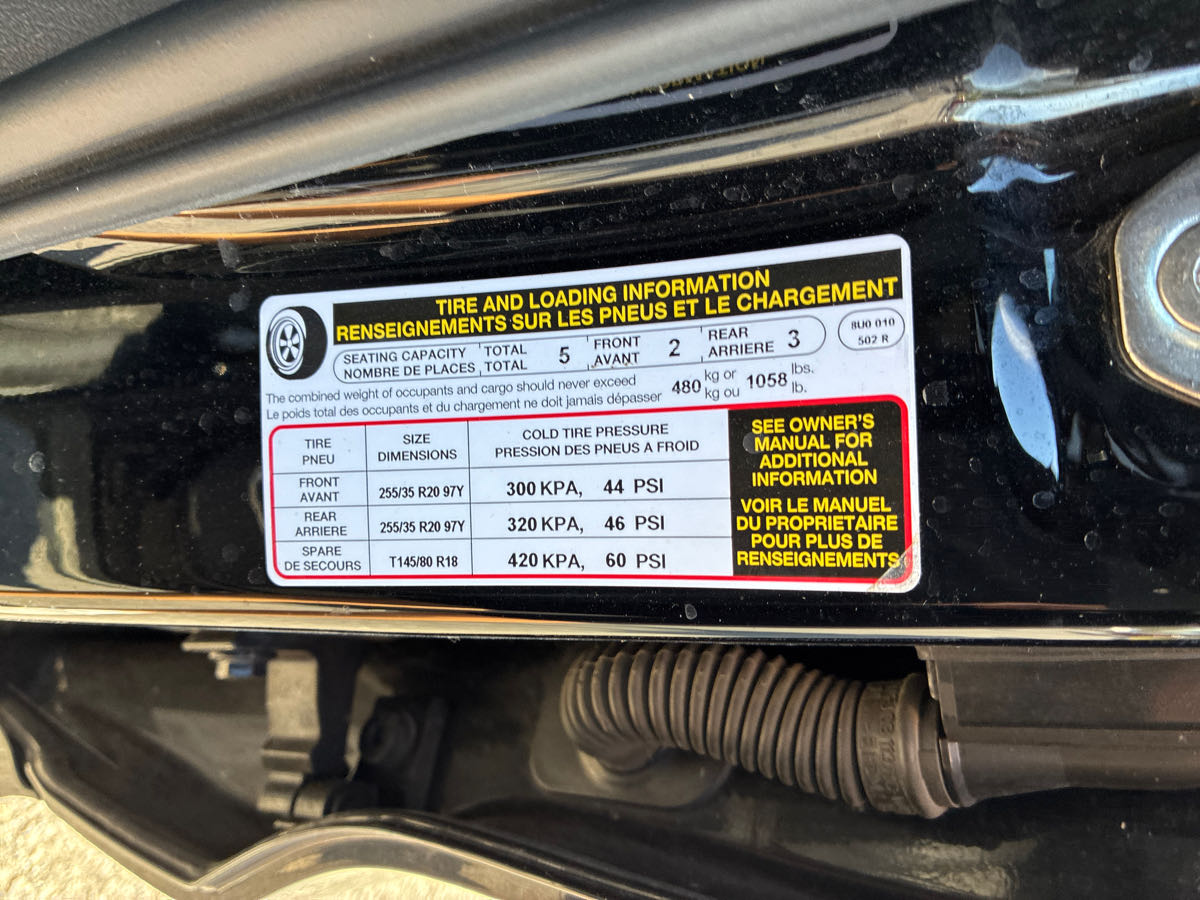 TIRE AND LOADING INFORMATION
RENSEIGNEMENTS SUR LES PNEUS ET LE CHARGEMENT
SEATING CAPACITY TOTAL 5 FRONT 2 REAR 3
NOMBRE DE PLACES TOTAL AVANT ARRIERE
8U0 010
502 R
The combined weight of occupants and cargo should never exceed 480 kg or 1058 lbs.
Le poids total des occupants et du chargement ne doit jamais dépasser kg ou lb.
TIRE
PNEU
SIZE
DIMENSIONS
COLD TIRE PRESSURE
PRESSION DES PNEUS A FROID
FRONT
AVANT
255/35 R20 97Y
300 KPA, 44 PSI
REAR
ARRIERE
255/35 R20 97Y
320 KPA, 46 PSI
SPARE
DE SECOURS
T145/80 R18
420 KPA, 60 PSI
SEE OWNER'S
MANUAL FOR
ADDITIONAL
INFORMATION
VOIR LE MANUEL
DU PROPRIETAIRE
POUR PLUS DE
RENSEIGNEMENTS